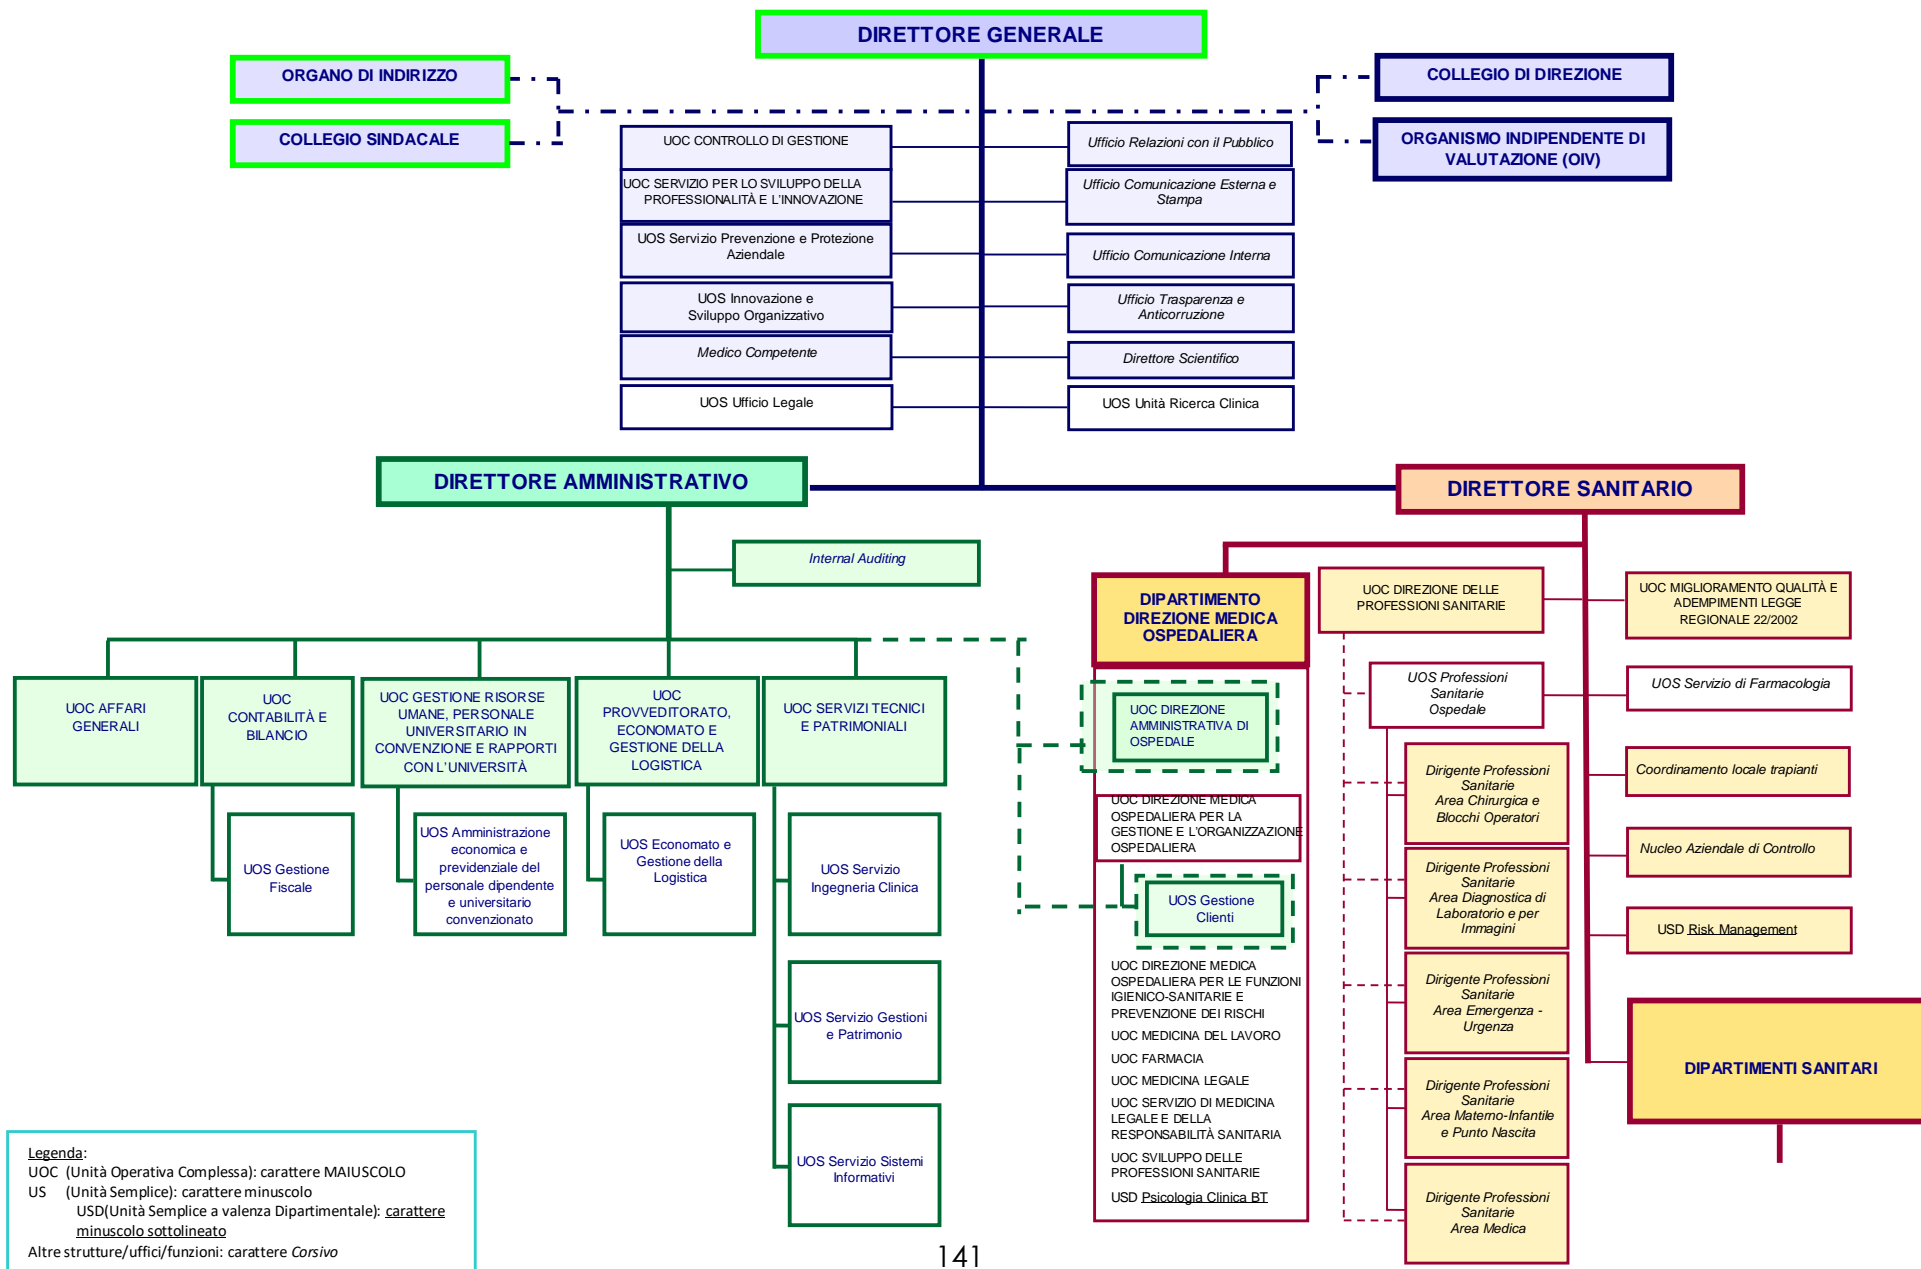 DIRETTORE GENERALE
ORGANO DI INDIRIZZO
COLLEGIO DI DIREZIONE
COLLEGIO SINDACALE
ORGANISMO INDIPENDENTE DI
VALUTAZIONE (OIV)
UOC CONTROLLO DI GESTIONE
Ufficio Relazioni con il Pubblico
UOC SERVIZIO PER LO SVILUPPO DELLA
PROFESSIONALITÀ E L'INNOVAZIONE
Ufficio Comunicazione Esterna e
Stampa
UOS Servizio Prevenzione e Protezione
Aziendale
Ufficio Comunicazione Interna
UOS Innovazione e
Sviluppo Organizzativo
Ufficio Trasparenza e
Anticorruzione
Medico Competente
Direttore Scientifico
UOS Ufficio Legale
UOS Unità Ricerca Clinica
DIRETTORE AMMINISTRATIVO
DIRETTORE SANITARIO
Internal Auditing
UOC AFFARI
GENERALI
UOC
CONTABILITÀ E
BILANCIO
UOC GESTIONE RISORSE
UMANE, PERSONALE
UNIVERSITARIO IN
CONVENZIONE E RAPPORTI
CON L'UNIVERSITÀ
UOC
PROVVEDITORATO,
ECONOMATO E
GESTIONE DELLA
LOGISTICA
UOC SERVIZI TECNICI
E PATRIMONIALI
UOS Gestione
Fiscale
UOS Amministrazione
economica e
previdenziale del
personale dipendente
e universitario
convenzionato
UOS Economato e
Gestione della
Logistica
UOS Servizio
Ingegneria Clinica
UOS Servizio Gestioni
e Patrimonio
UOS Servizio Sistemi
Informativi
DIPARTIMENTO
DIREZIONE MEDICA
OSPEDALIERA
UOC DIREZIONE
AMMINISTRATIVA DI
OSPEDALE
UOC DIREZIONE MEDICA
OSPEDALIERA PER LA
GESTIONE E L'ORGANIZZAZIONE
OSPEDALIERA
UOS Gestione
Clienti
UOC DIREZIONE MEDICA
OSPEDALIERA PER LE FUNZIONI
IGIENICO-SANITARIE E
PREVENZIONE DEI RISCHI
UOC MEDICINA DEL LAVORO
UOC FARMACIA
UOC MEDICINA LEGALE
UOC SERVIZIO DI MEDICINA
LEGALE E DELLA
RESPONSABILITÀ SANITARIA
UOC SVILUPPO DELLE
PROFESSIONI SANITARIE
USD Psicologia Clinica BT
UOC DIREZIONE DELLE
PROFESSIONI SANITARIE
UOS Professioni
Sanitarie
Ospedale
Dirigente Professioni
Sanitarie
Area Chirurgica e
Blocchi Operatori
Dirigente Professioni
Sanitarie
Area Diagnostica di
Laboratorio e per
Immagini
Dirigente Professioni
Sanitarie
Area Emergenza -
Urgenza
Dirigente Professioni
Sanitarie
Area Materno-Infantile
e Punto Nascita
Dirigente Professioni
Sanitarie
Area Medica
UOC MIGLIORAMENTO QUALITÀ E
ADEMPIMENTI LEGGE
REGIONALE 22/2002
UOS Servizio di Farmacologia
Coordinamento locale trapianti
Nucleo Aziendale di Controllo
USD Risk Management
DIPARTIMENTI SANITARI
Legenda:
UOC (Unità Operativa Complessa): carattere MAIUSCOLO
US (Unità Semplice): carattere minuscolo
USD(Unità Semplice a valenza Dipartimentale): carattere
minuscolo sottolineato
Altre strutture/uffici/funzioni: carattere Corsivo
141